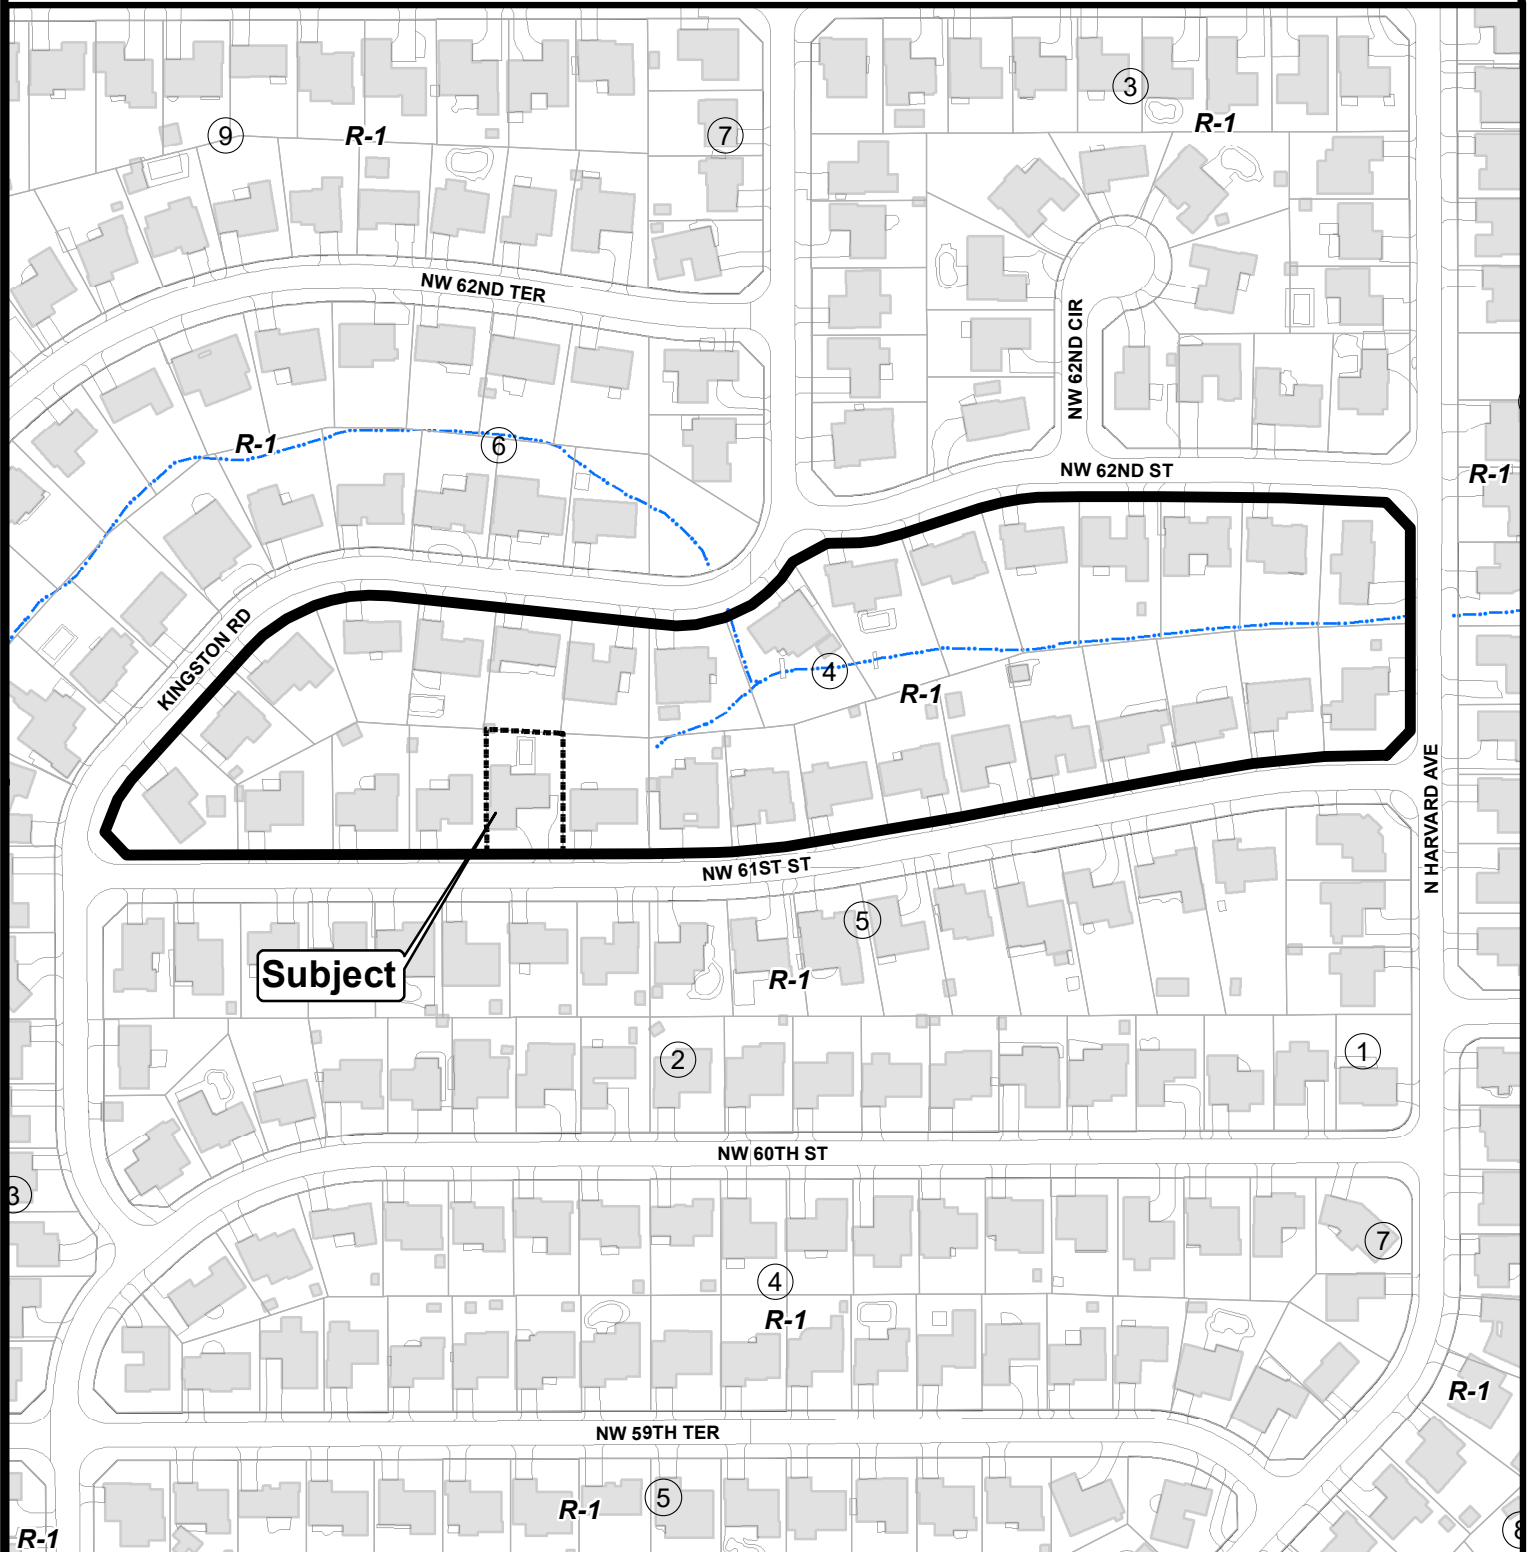 3
R-1
9
R-1
7
NW 62ND TER
NW 62ND CIR
R-1
6
NW 62ND ST
R-1
KINGSTON RD
4
R-1
N HARVARD AVE
NW 61ST ST
5
Subject
R-1
2
1
NW 60TH ST
3
7
4
R-1
R-1
NW 59TH TER
5
R-1
R-1
8